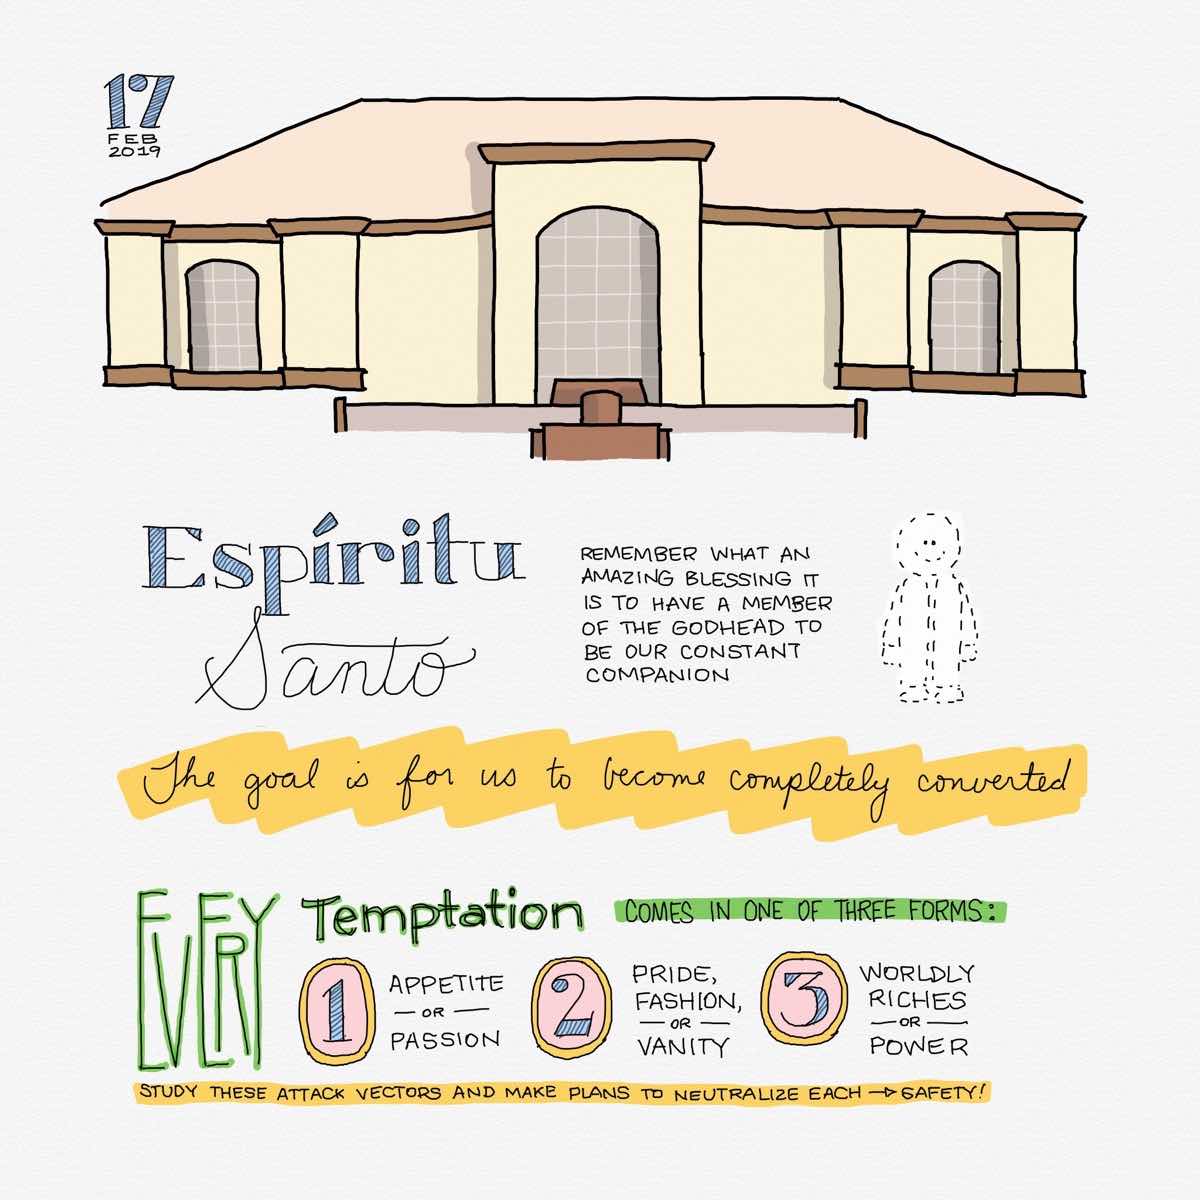 17
FEB
2019
Espíritu
Santo
REMEMBER WHAT AN
AMAZING BLESSING IT
IS TO HAVE A MEMBER
OF THE GODHEAD TO
BE OUR CONSTANT
COMPANION
The goal is for us to become completely converted
EVERY Temptation COMES IN ONE OF THREE FORMS:
1
APPETITE
— OR —
PASSION
2
PRIDE,
FASHION,
— OR —
VANITY
3
WORLDLY
RICHES
— OR —
POWER
STUDY THESE ATTACK VECTORS AND MAKE PLANS TO NEUTRALIZE EACH → SAFETY!